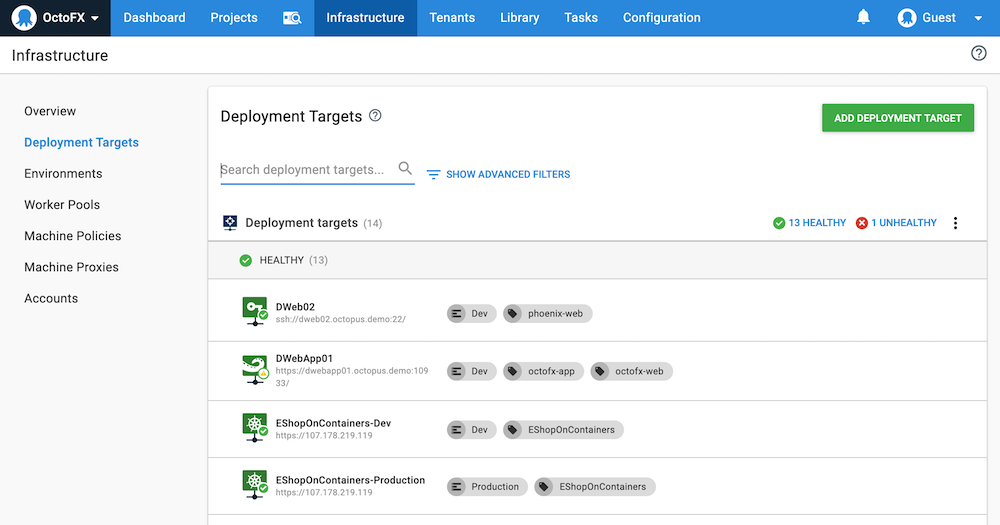 OctoFX Dashboard Projects Infrastructure Tenants Library Tasks Configuration Guest
Infrastructure
Overview
Deployment Targets
Environments
Worker Pools
Machine Policies
Machine Proxies
Accounts
Deployment Targets
ADD DEPLOYMENT TARGET
Search deployment targets...
SHOW ADVANCED FILTERS
Deployment targets (14)
13 HEALTHY 1 UNHEALTHY
HEALTHY (13)
DWeb02
ssh://dweb02.octopus.demo:22/
Dev phoenix-web
DWebApp01
https://dwebapp01.octopus.demo:109
33/
Dev octofx-app octofx-web
EShopOnContainers-Dev
https://107.178.219.119
Dev EShopOnContainers
EShopOnContainers-Production
https://107.178.219.119
Production EShopOnContainers